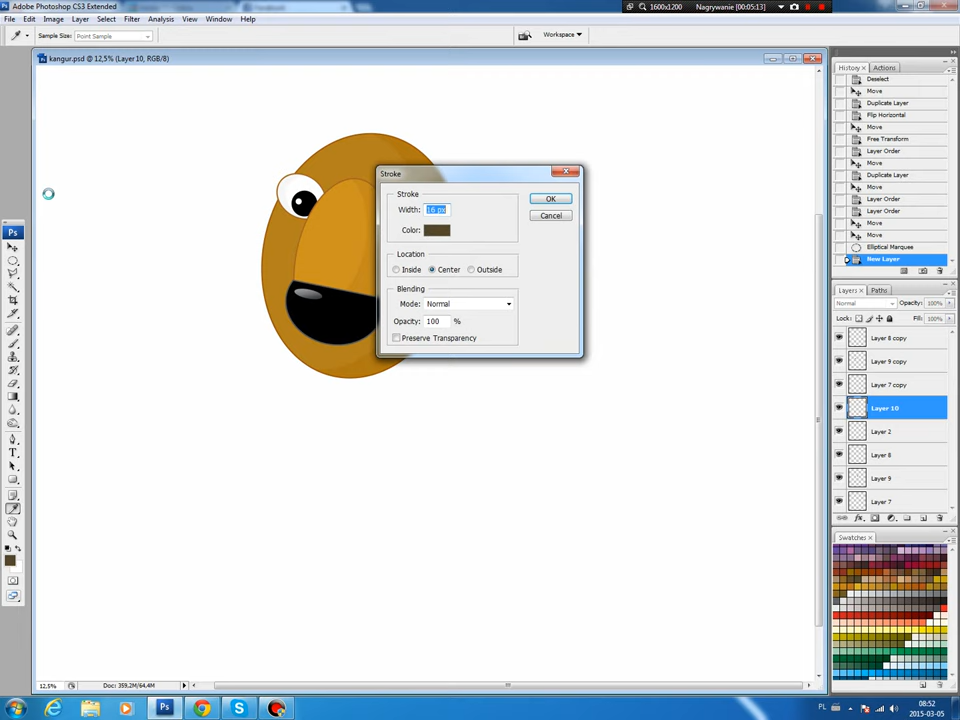 Adobe Photoshop CS3 Extended
1600x1200
Nagrywanie [00:05:13]
File Edit Image Layer Select Filter Analysis View Window Help
Sample Size: Point Sample
Workspace
kangur.psd @ 12,5% (Layer 10, RGB/8)
Stroke
Stroke
Width: 16 px
Color:
Location
Inside Center Outside
Blending
Mode: Normal
Opacity: 100 %
Preserve Transparency
OK
Cancel
History Actions
Deselect
Move
Duplicate Layer
Flip Horizontal
Move
Free Transform
Layer Order
Move
Duplicate Layer
Move
Layer Order
Layer Order
Move
Move
Elliptical Marquee
New Layer
Layers Paths
Normal Opacity: 100%
Lock: Fill: 100%
Layer 8 copy
Layer 9 copy
Layer 7 copy
Layer 10
Layer 2
Layer 8
Layer 9
Layer 7
Swatches
12,5% Doc: 359,2M/64,4M
PL
08:52
2015-03-05